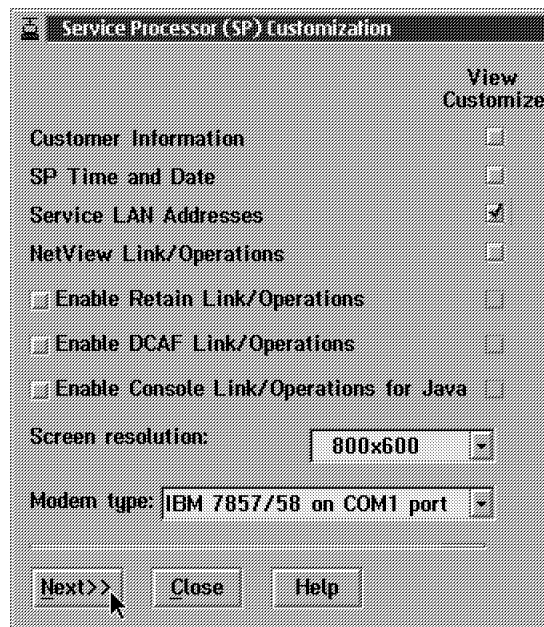 Service Processor (SP) Customization
View
Customize
Customer Information
SP Time and Date
Service LAN Addresses
NetView Link/Operations
Enable Retain Link/Operations
Enable DCAF Link/Operations
Enable Console Link/Operations for Java
Screen resolution: 800x600
Modem type: IBM 7857/58 on COM1 port
Next>> Close Help